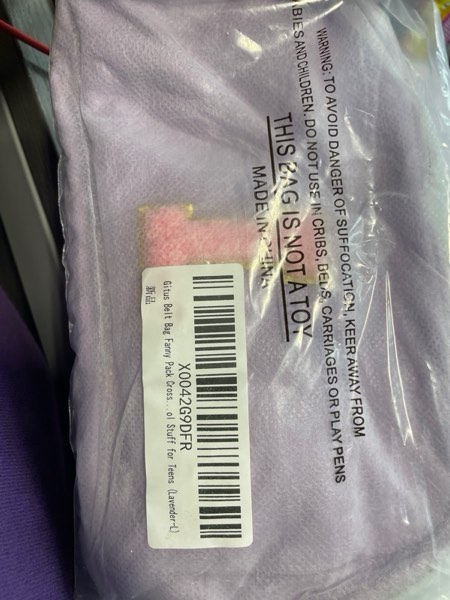 WARNING: TO AVOID DANGER OF SUFFOCATION, KEEP AWAY FROM
BIES AND CHILDREN. DO NOT USE IN CRIBS, BEDS, CARRIAGES OR PLAY PENS
THIS BAG IS NOT A TOY
MADE IN CHINA
X0042G9DFR
Gitus Belt Bag Fanny Pack Cross...ol Stuff for Teens (Lavender-L)
新品